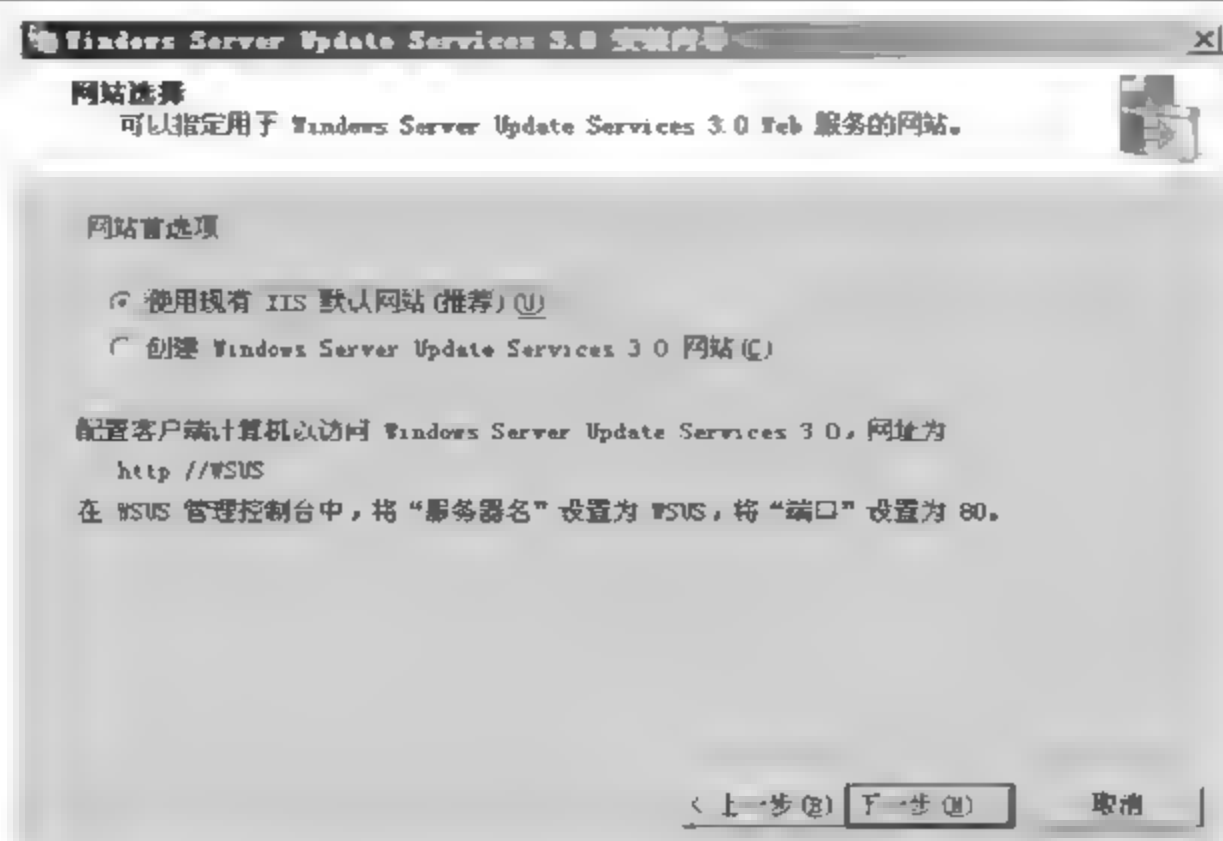 Windows Server Update Services 3.0 安装向导
网站选择
可以指定用于 Windows Server Update Services 3.0 Web 服务的网站。
网站首选项
使用现有 IIS 默认网站(推荐)(U)
创建 Windows Server Update Services 3.0 网站(C)
配置客户端计算机以访问 Windows Server Update Services 3.0，网址为
http://WSUS
在 WSUS 管理控制台中，将“服务器名”设置为 WSUS，将“端口”设置为 80。
< 上一步(B) 下一步(N) 取消